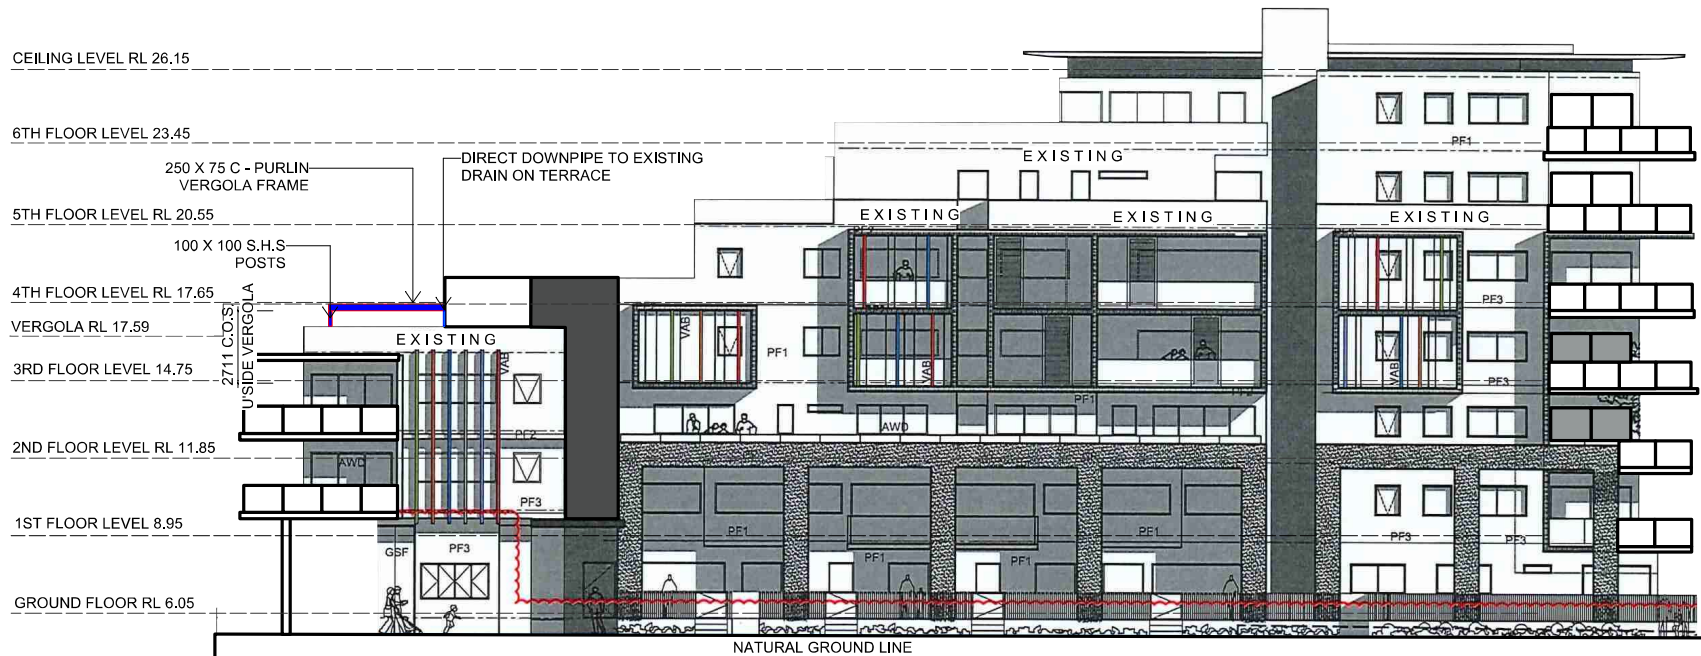 CEILING LEVEL RL 26.15
6TH FLOOR LEVEL 23.45
250 X 75 C - PURLIN
VERGOLA FRAME
DIRECT DOWNPIPE TO EXISTING
DRAIN ON TERRACE
EXISTING
PF1
5TH FLOOR LEVEL RL 20.55
EXISTING
EXISTING
EXISTING
100 X 100 S.H.S
POSTS
4TH FLOOR LEVEL RL 17.65
PF3
VERGOLA RL 17.59
2711 C.O.S.
U'SIDE VERGOLA
EXISTING
VAB
VAB
PF1
VAB
VAB
3RD FLOOR LEVEL RL 14.75
PF3
PF1
PF2
AWD
2ND FLOOR LEVEL RL 11.85
AWD
PF3
1ST FLOOR LEVEL 8.95
GSF
PF3
PF1
PF1
PF1
PF1
PF3
PF3
GROUND FLOOR RL 6.05
NATURAL GROUND LINE